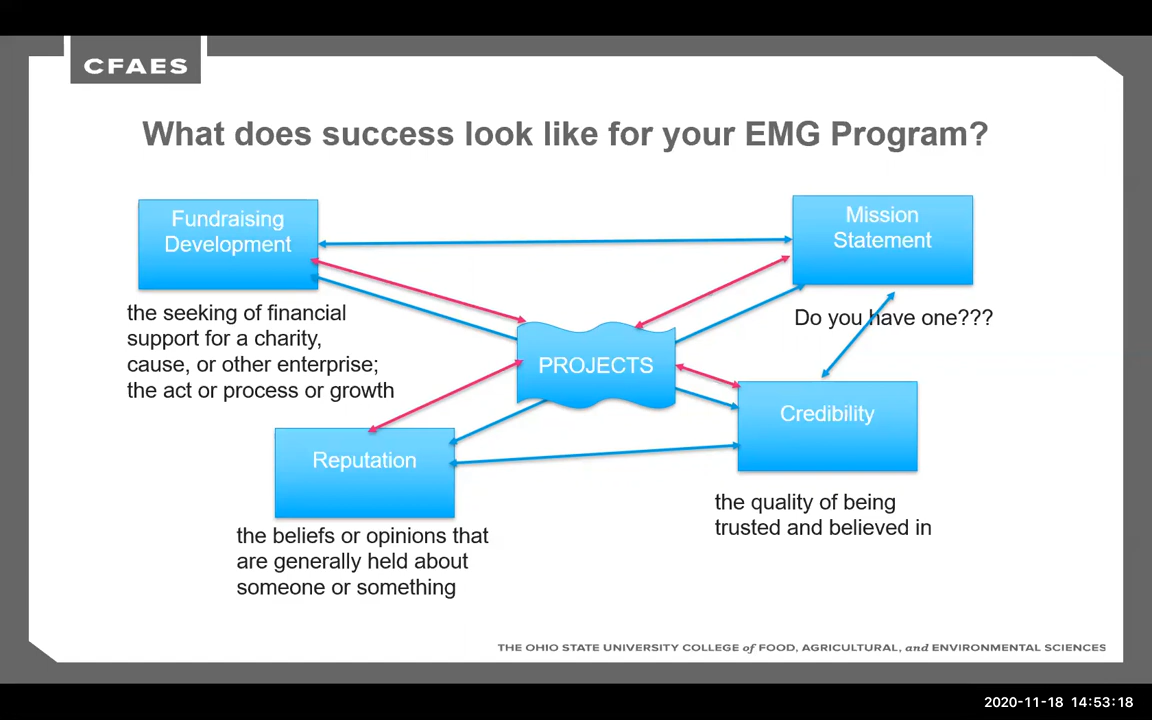 CFAES
What does success look like for your EMG Program?
Fundraising
Development
Mission
Statement
the seeking of financial
support for a charity,
cause, or other enterprise;
the act or process or growth
Do you have one???
PROJECTS
Credibility
Reputation
the quality of being
trusted and believed in
the beliefs or opinions that
are generally held about
someone or something
THE OHIO STATE UNIVERSITY COLLEGE of FOOD, AGRICULTURAL, and ENVIRONMENTAL SCIENCES
2020-11-18 14:53:18